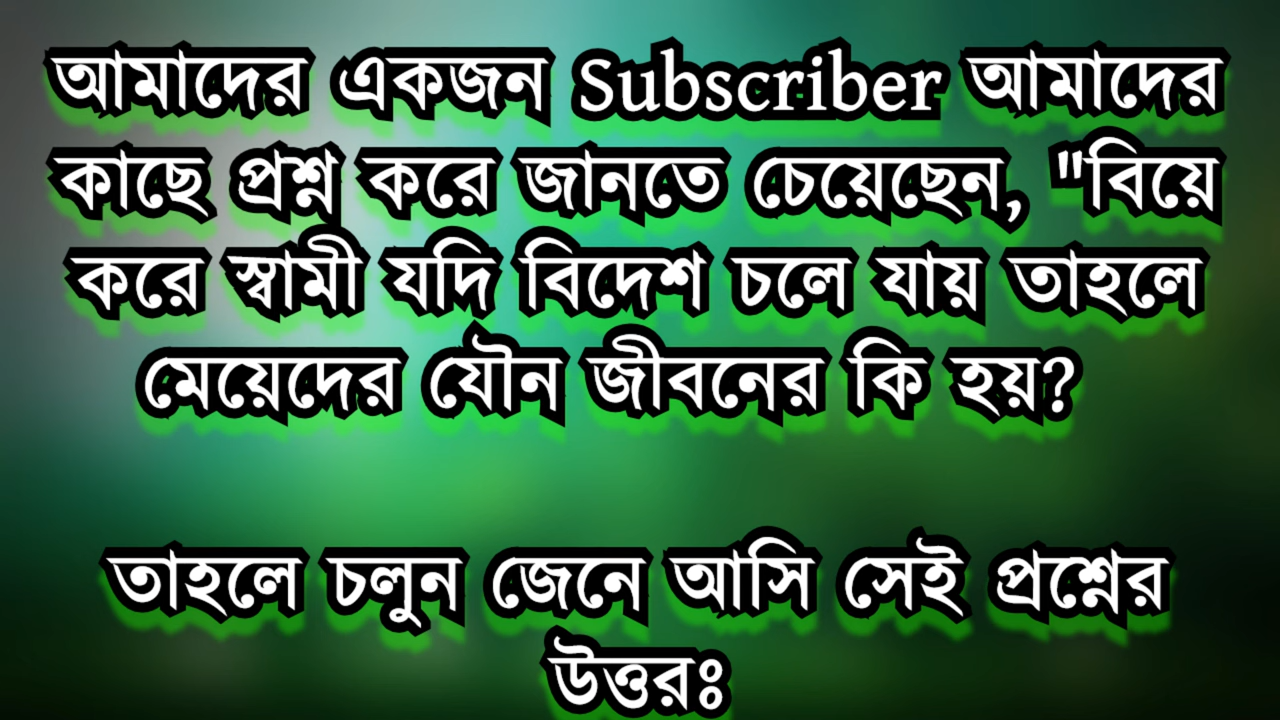 আমাদের একজন Subscriber আমাদের
কাছে প্রশ্ন করে জানতে চেয়েছেন, "বিয়ে
করে স্বামী যদি বিদেশ চলে যায় তাহলে
মেয়েদের যৌন জীবনের কি হয়?
তাহলে চলুন জেনে আসি সেই প্রশ্নের
উত্তরঃ